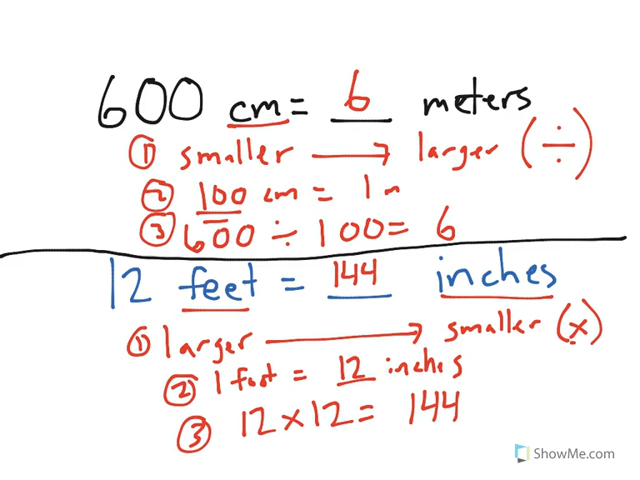 600 cm = 6 meters
① smaller → larger (÷)
② 100 cm = 1 m
③ 600 ÷ 100 = 6
12 feet = 144 inches
① larger → smaller (x)
② 1 foot = 12 inches
③ 12 x 12 = 144
ShowMe.com